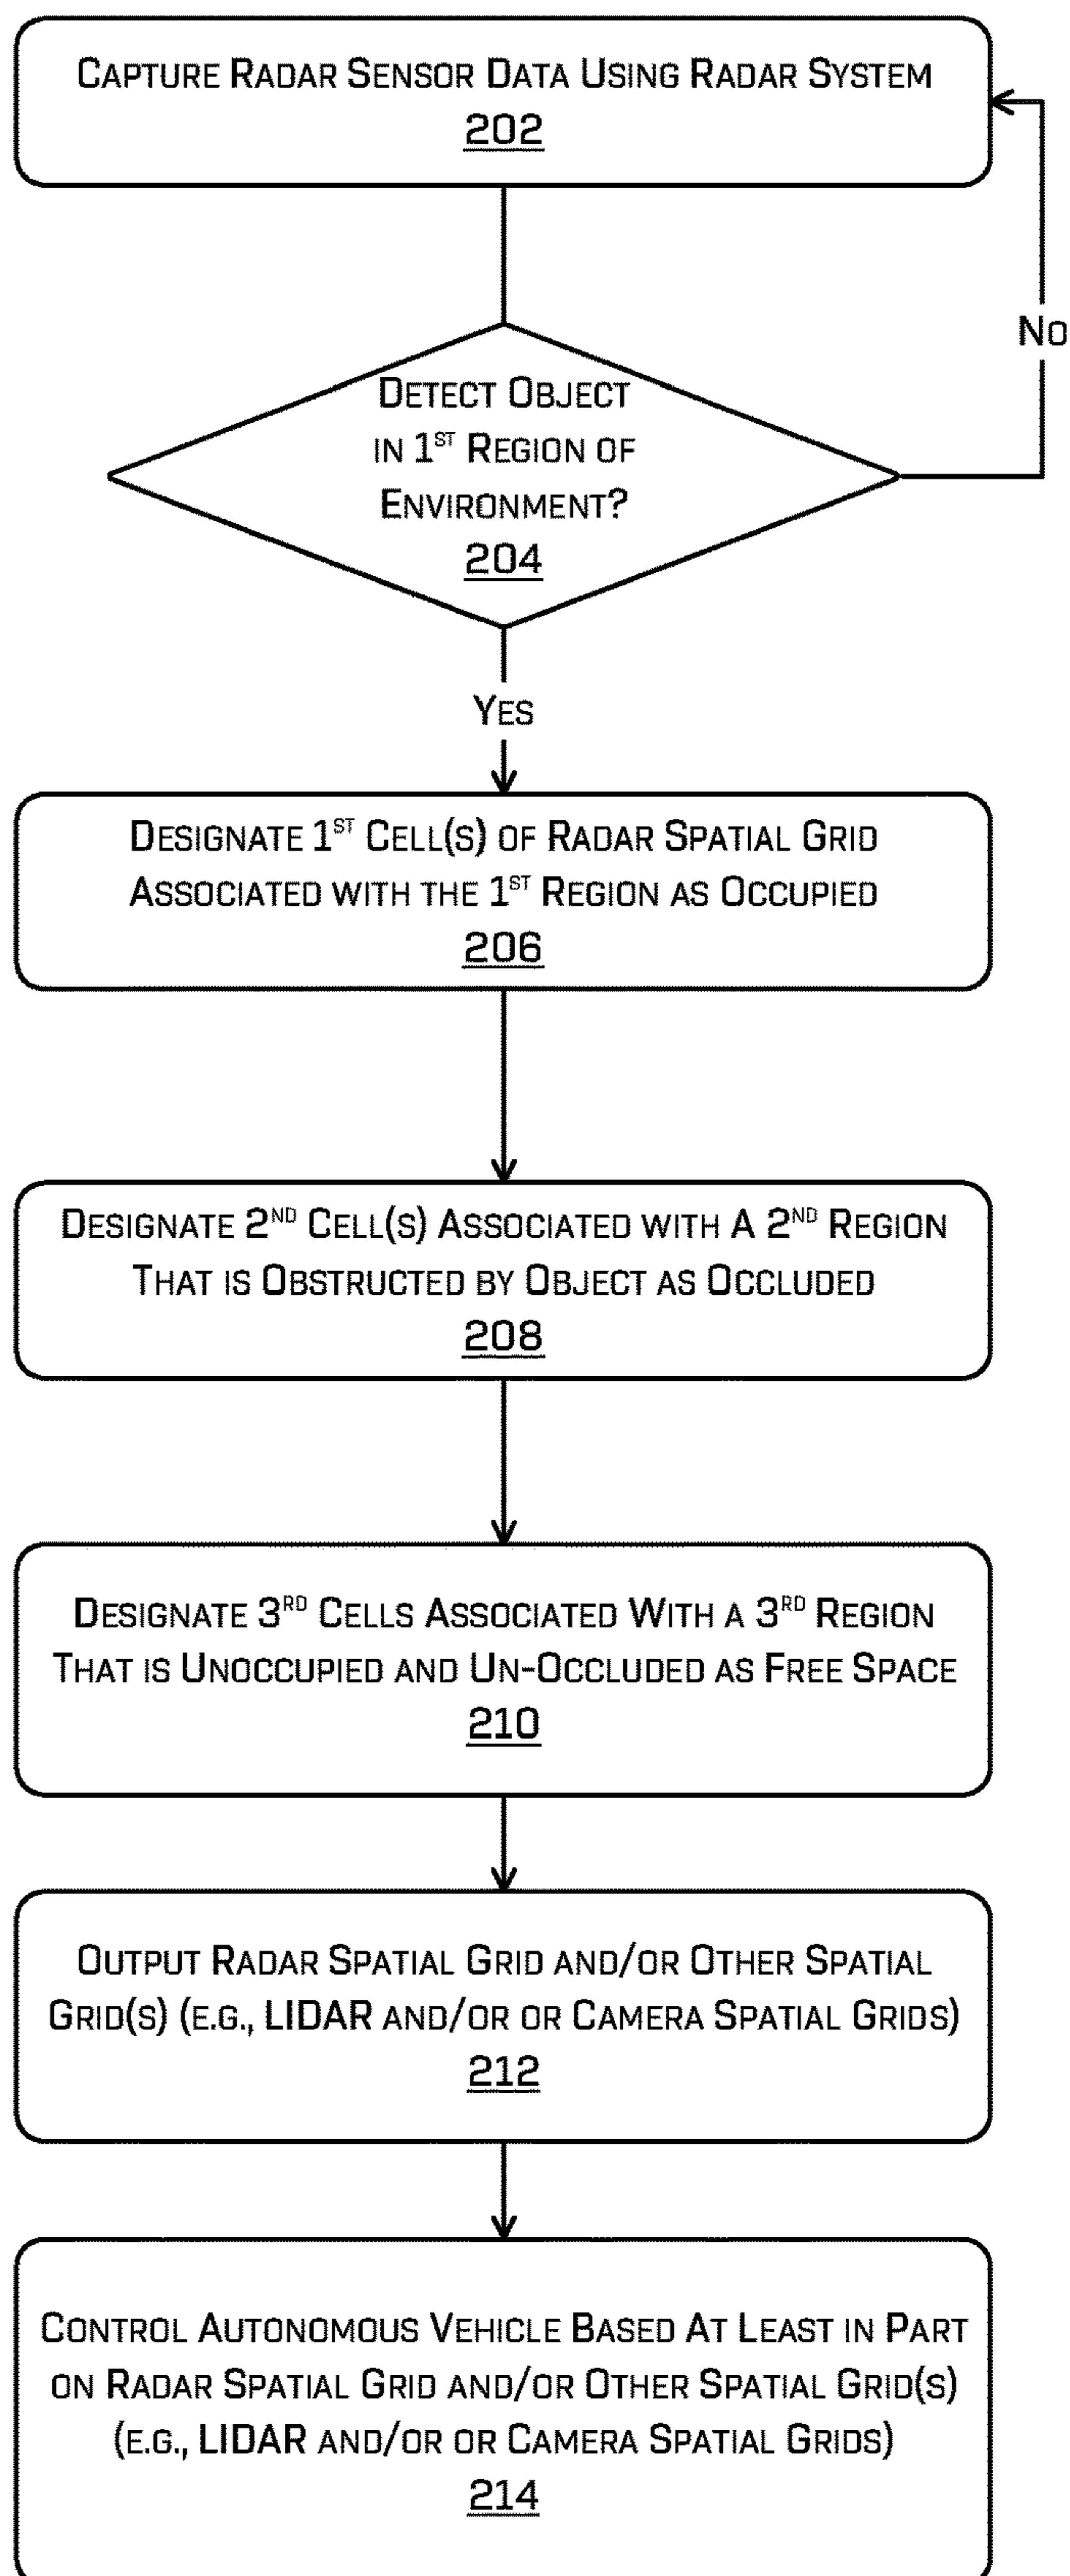 CAPTURE RADAR SENSOR DATA USING RADAR SYSTEM
202
DETECT OBJECT
IN 1ST REGION OF
ENVIRONMENT?
204
NO
YES
DESIGNATE 1ST CELL(S) OF RADAR SPATIAL GRID
ASSOCIATED WITH THE 1ST REGION AS OCCUPIED
206
DESIGNATE 2ND CELL(S) ASSOCIATED WITH A 2ND REGION
THAT IS OBSTRUCTED BY OBJECT AS OCCLUDED
208
DESIGNATE 3RD CELLS ASSOCIATED WITH A 3RD REGION
THAT IS UNOCCUPIED AND UN-OCCLUDED AS FREE SPACE
210
OUTPUT RADAR SPATIAL GRID AND/OR OTHER SPATIAL
GRID(S) (E.G., LIDAR AND/OR OR CAMERA SPATIAL GRIDS)
212
CONTROL AUTONOMOUS VEHICLE BASED AT LEAST IN PART
ON RADAR SPATIAL GRID AND/OR OTHER SPATIAL GRID(S)
(E.G., LIDAR AND/OR OR CAMERA SPATIAL GRIDS)
214